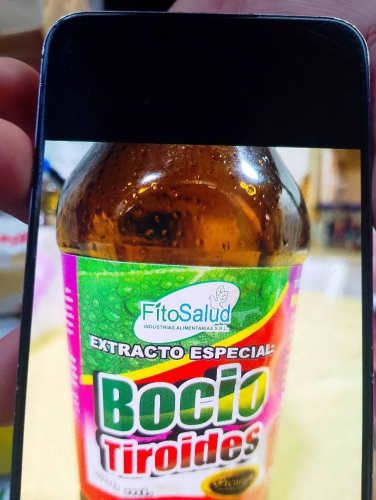 FitoSalud
INDUSTRIAS ALIMENTARIAS S.R.L.
EXTRACTO ESPECIAL:
Bocio
Tiroides